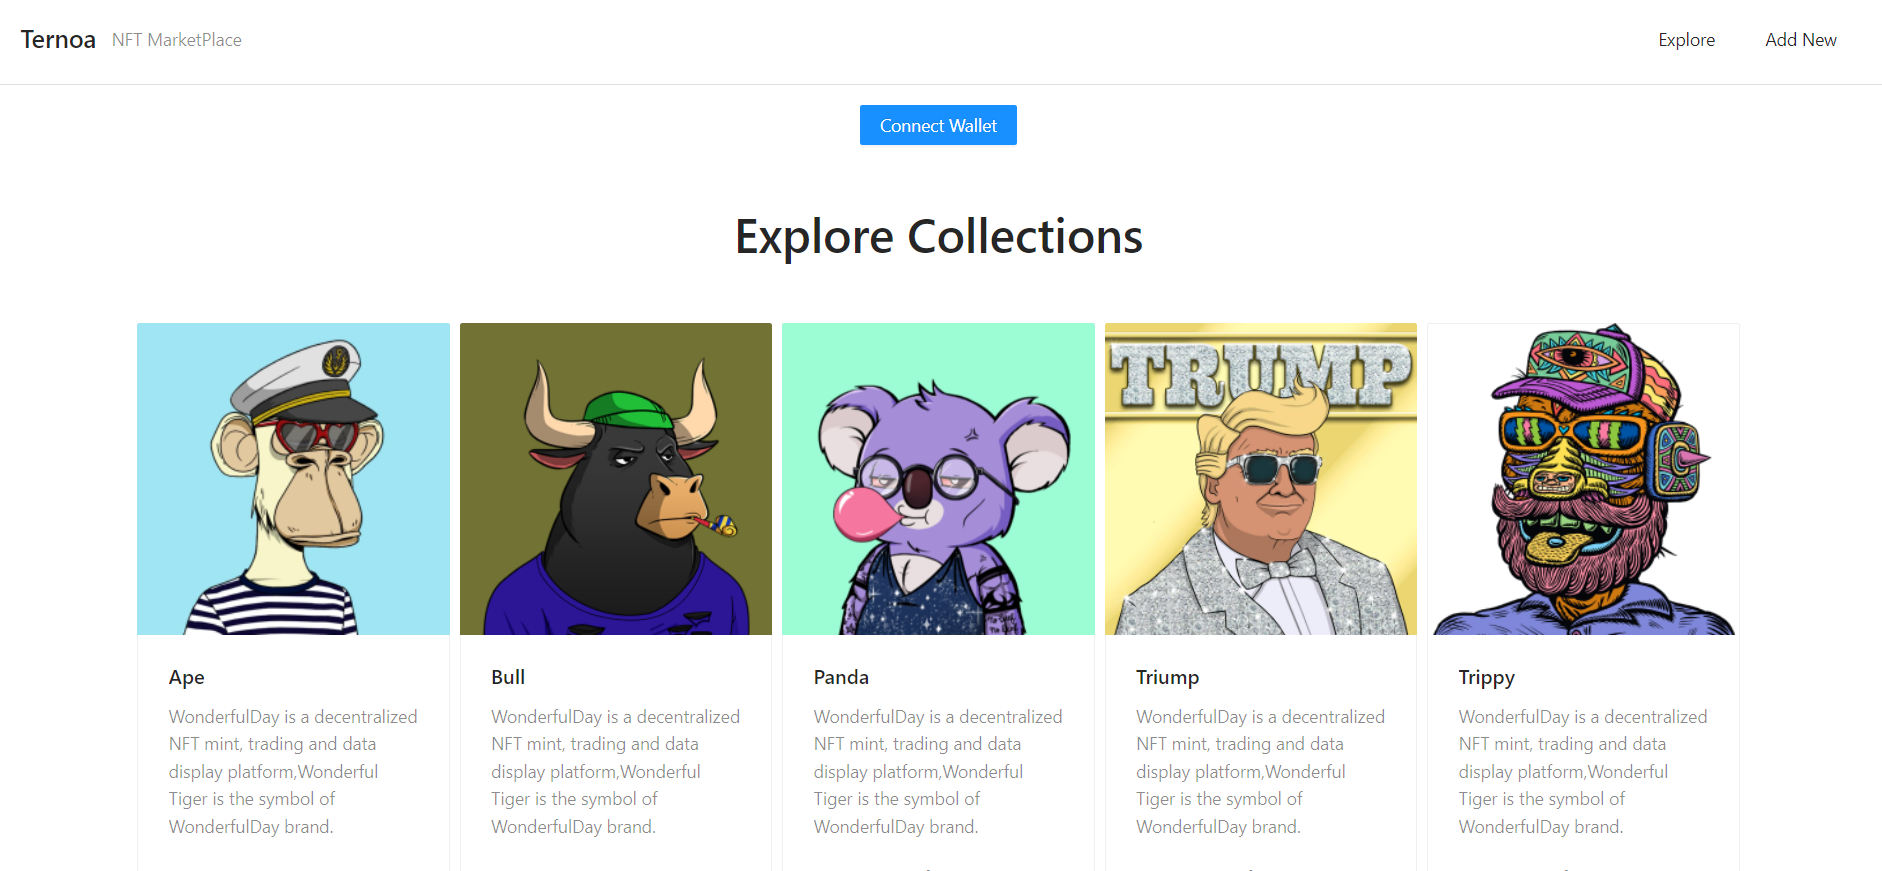 Ternoa NFT MarketPlace Explore Add New
Connect Wallet
Explore Collections
TRUMP
Ape
WonderfulDay is a decentralized
NFT mint, trading and data
display platform,Wonderful
Tiger is the symbol of
WonderfulDay brand.
Bull
WonderfulDay is a decentralized
NFT mint, trading and data
display platform,Wonderful
Tiger is the symbol of
WonderfulDay brand.
Panda
WonderfulDay is a decentralized
NFT mint, trading and data
display platform,Wonderful
Tiger is the symbol of
WonderfulDay brand.
Triump
WonderfulDay is a decentralized
NFT mint, trading and data
display platform,Wonderful
Tiger is the symbol of
WonderfulDay brand.
Trippy
WonderfulDay is a decentralized
NFT mint, trading and data
display platform,Wonderful
Tiger is the symbol of
WonderfulDay brand.